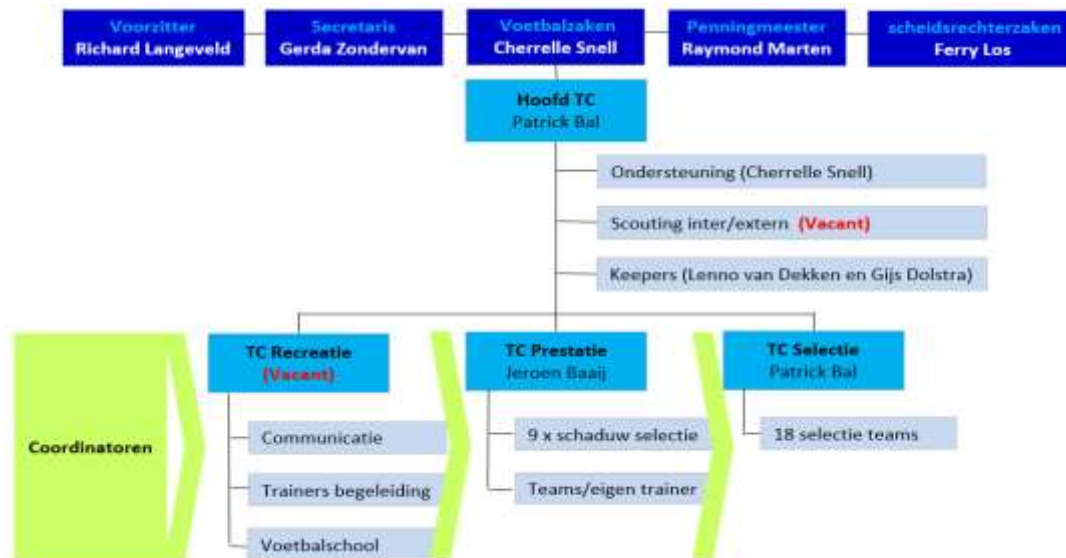 Voorzitter
Richard Langeveld
Secretaris
Gerda Zondervan
Voetbalzaken
Cherrelle Snell
Penningmeester
Raymond Marten
scheidsrechterzaken
Ferry Los
Hoofd TC
Patrick Bal
Ondersteuning (Cherrelle Snell)
Scouting inter/extern (Vacant)
Keepers (Lenno van Dekken en Gijs Dolstra)
Coordinatoren
TC Recreatie
(Vacant)
Communicatie
Trainers begeleiding
Voetbalschool
TC Prestatie
Jeroen Baaij
9 x schaduw selectie
Teams/eigen trainer
TC Selectie
Patrick Bal
18 selectie teams